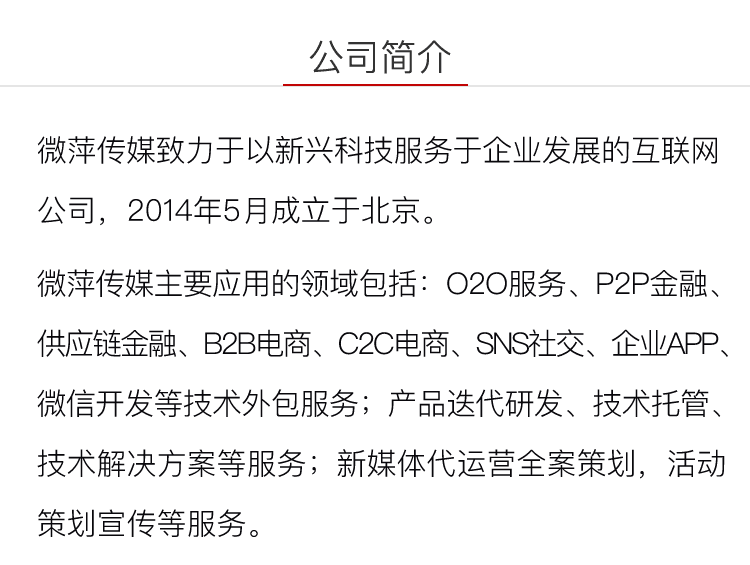 公司简介
微萍传媒致力于以新兴科技服务于企业发展的互联网
公司，2014年5月成立于北京。
微萍传媒主要应用的领域包括：O2O服务、P2P金融、
供应链金融、B2B电商、C2C电商、SNS社交、企业APP、
微信开发等技术外包服务；产品迭代研发、技术托管、
技术解决方案等服务；新媒体代运营全案策划，活动
策划宣传等服务。